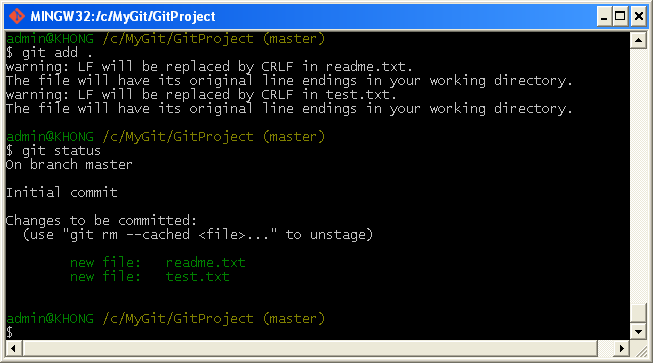 MINGW32:/c/MyGit/GitProject
admin@KHONG /c/MyGit/GitProject (master)
$ git add .
warning: LF will be replaced by CRLF in readme.txt.
The file will have its original line endings in your working directory.
warning: LF will be replaced by CRLF in test.txt.
The file will have its original line endings in your working directory.
admin@KHONG /c/MyGit/GitProject (master)
$ git status
On branch master
Initial commit
Changes to be committed:
(use "git rm --cached <file>..." to unstage)
new file: readme.txt
new file: test.txt
admin@KHONG /c/MyGit/GitProject (master)
$